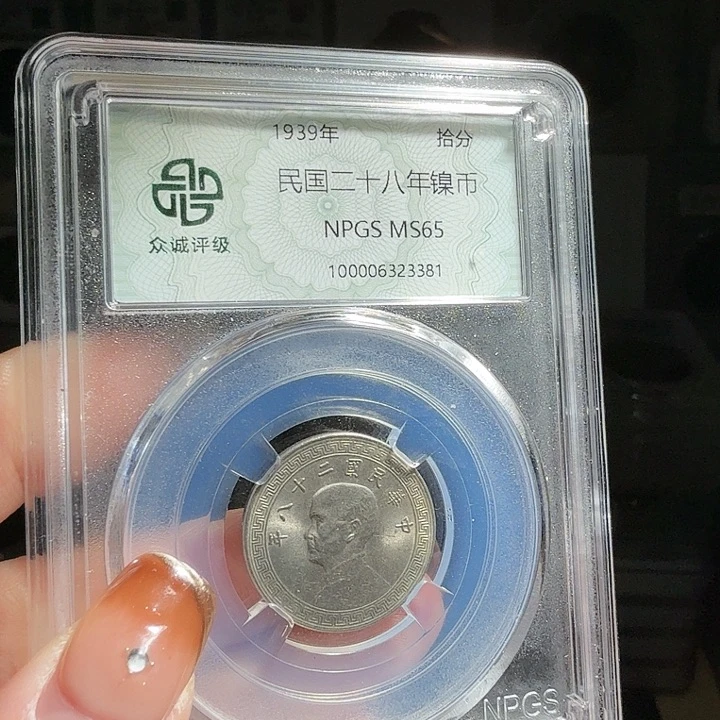 1939年 拾分
民国二十八年镍币
NPGS MS65
众诚评级
100006323381
年八十二國民華中
NPGS